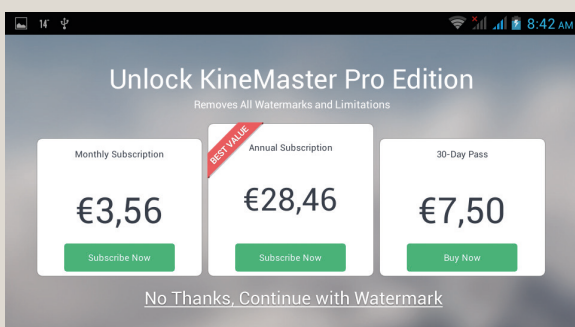 14° 8:42 AM
Unlock KineMaster Pro Edition
Removes All Watermarks and Limitations
Monthly Subscription
€3,56
Subscribe Now
BEST VALUE
Annual Subscription
€28,46
Subscribe Now
30-Day Pass
€7,50
Buy Now
No Thanks, Continue with Watermark